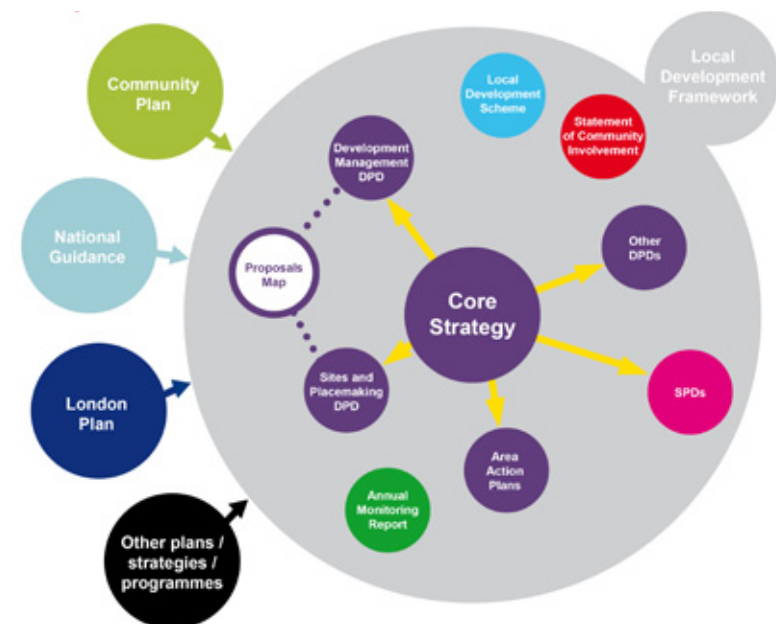 Community
Plan
National
Guidance
London
Plan
Other plans /
strategies /
programmes
Local
Development
Framework
Local
Development
Scheme
Statement
of Community
Involvement
Development
Management
DPD
Proposals
Map
Sites and
Placemaking
DPD
Core
Strategy
Other
DPDs
SPDs
Area
Action
Plans
Annual
Monitoring
Report